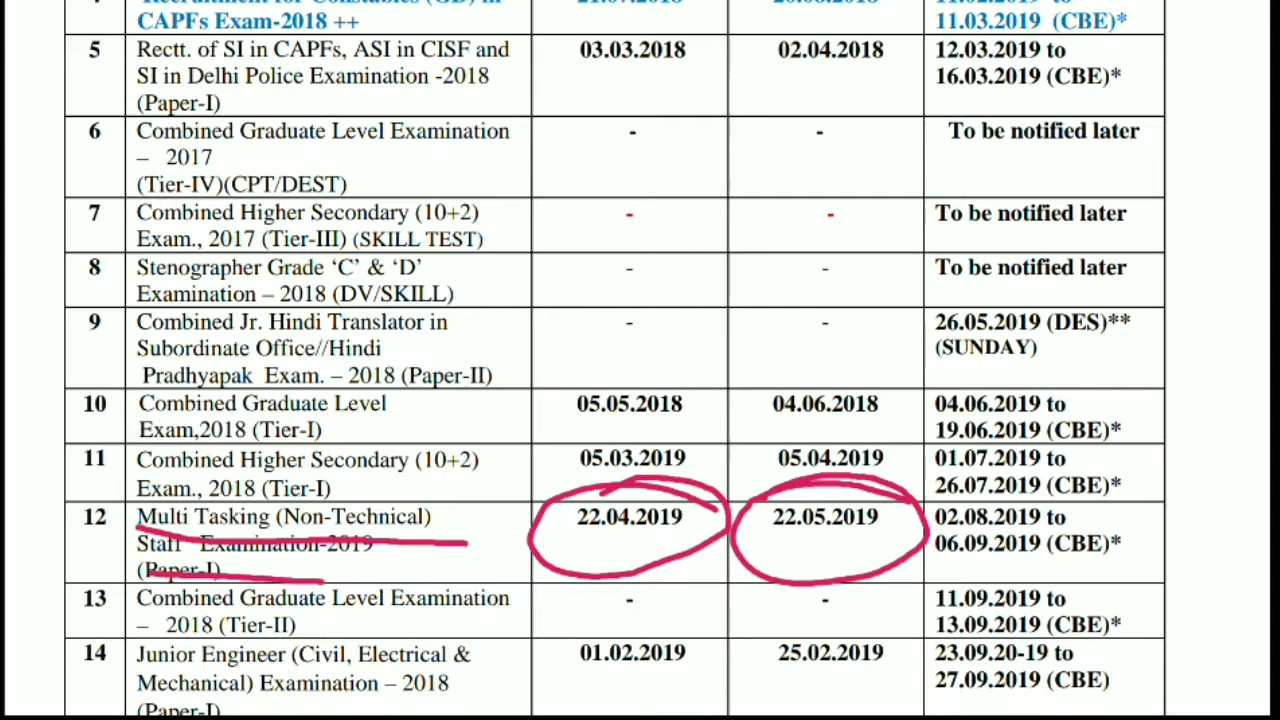 CAPFs Exam-2018 ++
11.03.2019 (CBE)*
5 Rectt. of SI in CAPFs, ASI in CISF and 03.03.2018 02.04.2018 12.03.2019 to
SI in Delhi Police Examination -2018 16.03.2019 (CBE)*
(Paper-I)
6 Combined Graduate Level Examination - - To be notified later
– 2017
(Tier-IV)(CPT/DEST)
7 Combined Higher Secondary (10+2) - - To be notified later
Exam., 2017 (Tier-III) (SKILL TEST)
8 Stenographer Grade ‘C’ & ‘D’ - - To be notified later
Examination – 2018 (DV/SKILL)
9 Combined Jr. Hindi Translator in - - 26.05.2019 (DES)**
Subordinate Office//Hindi (SUNDAY)
Pradhyapak Exam. – 2018 (Paper-II)
10 Combined Graduate Level 05.05.2018 04.06.2018 04.06.2019 to
Exam,2018 (Tier-I) 19.06.2019 (CBE)*
11 Combined Higher Secondary (10+2) 05.03.2019 05.04.2019 01.07.2019 to
Exam., 2018 (Tier-I) 26.07.2019 (CBE)*
12 Multi Tasking (Non-Technical) 22.04.2019 22.05.2019 02.08.2019 to
Staff Examination-2019 06.09.2019 (CBE)*
(Paper-I)
13 Combined Graduate Level Examination - - 11.09.2019 to
– 2018 (Tier-II) 13.09.2019 (CBE)*
14 Junior Engineer (Civil, Electrical & 01.02.2019 25.02.2019 23.09.20-19 to
Mechanical) Examination – 2018 27.09.2019 (CBE)
(Paper-I)